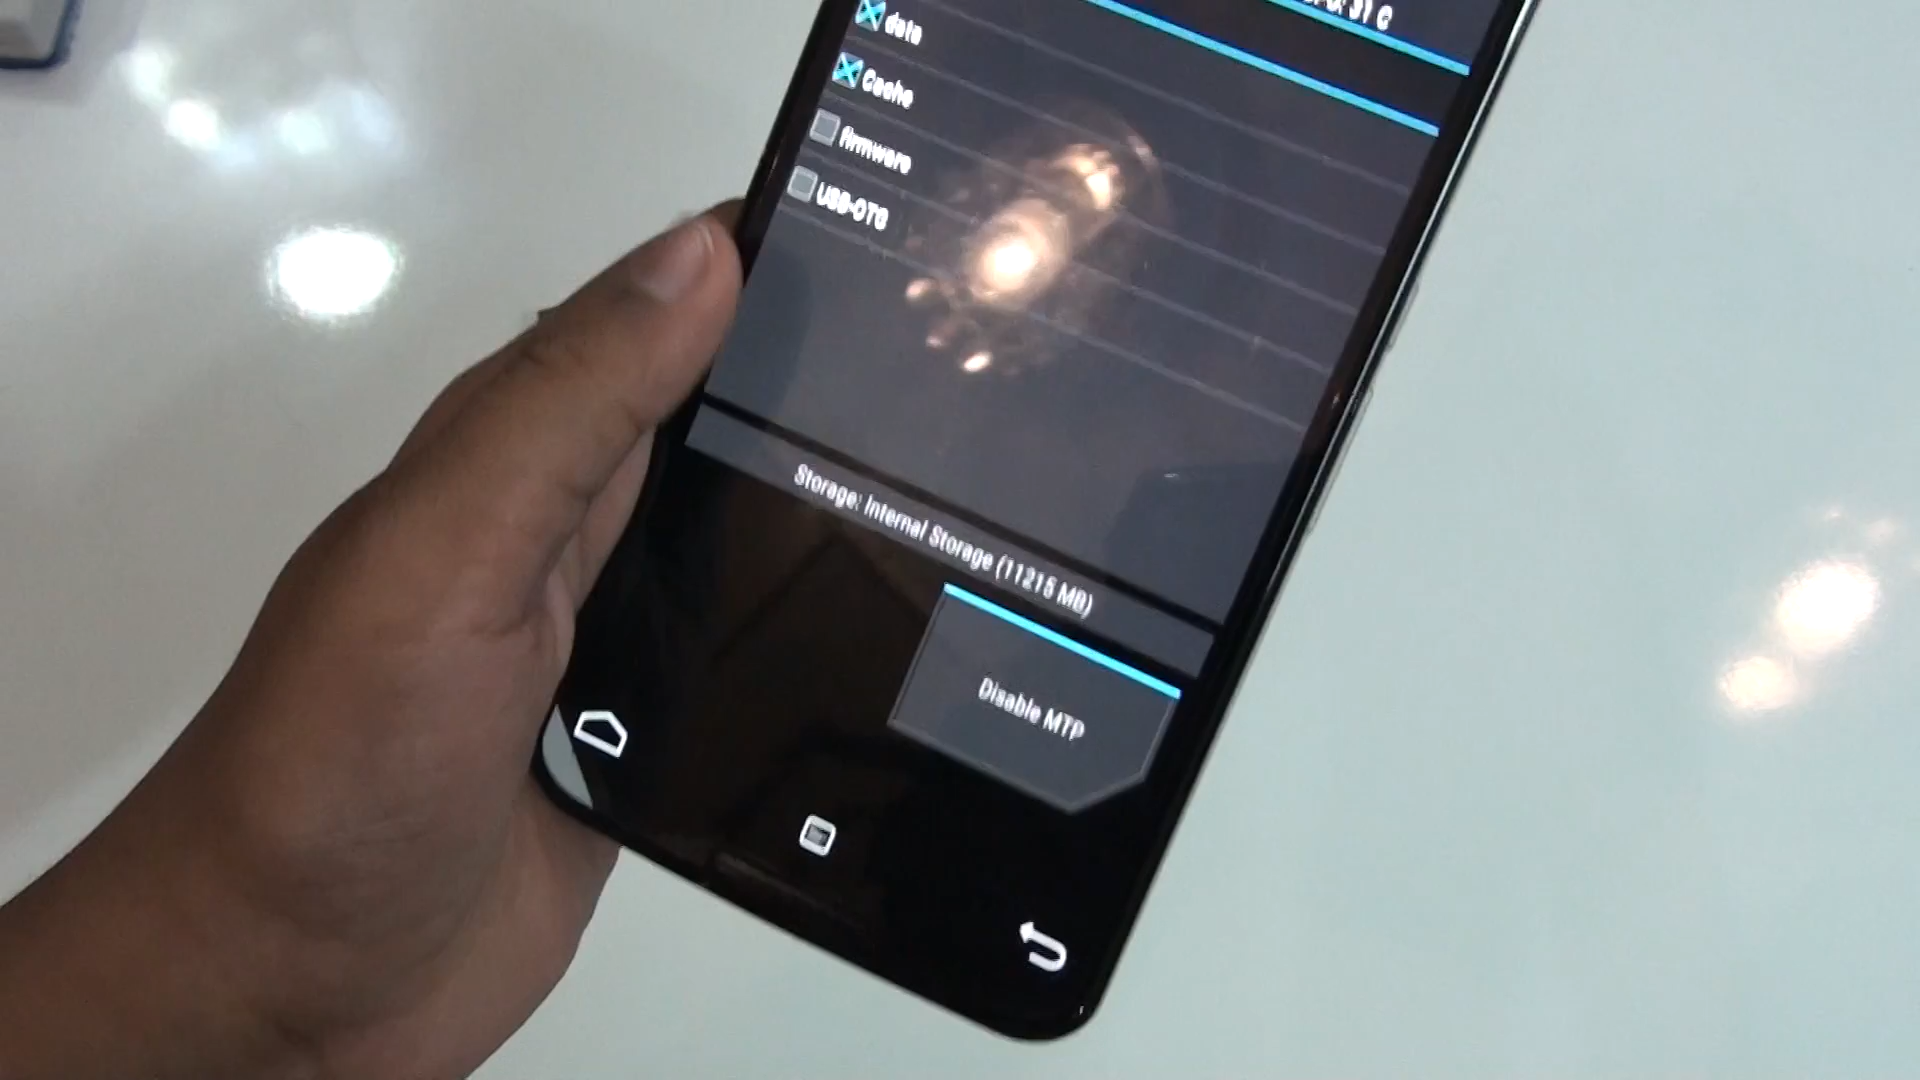 data
Cache
firmware
USB-OTG
Storage: Internal Storage (11215 MB)
Disable MTP